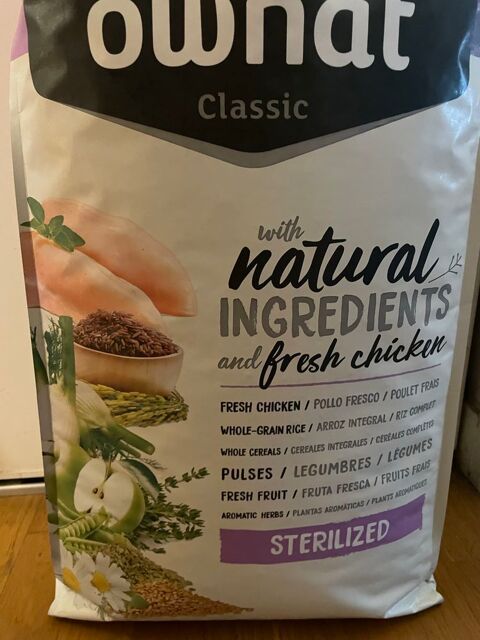 ownat
Classic
with
natural
INGREDIENTS
and fresh chicken
FRESH CHICKEN / POLLO FRESCO / POULET FRAIS
WHOLE-GRAIN RICE / ARROZ INTEGRAL / RIZ COMPLET
WHOLE CEREALS / CEREALES INTEGRALES / CÉRÉALES COMPLÈTES
PULSES / LEGUMBRES / LÉGUMES
FRESH FRUIT / FRUTA FRESCA / FRUITS FRAIS
AROMATIC HERBS / PLANTAS AROMÁTICAS / PLANTS AROMATIQUES
STERILIZED